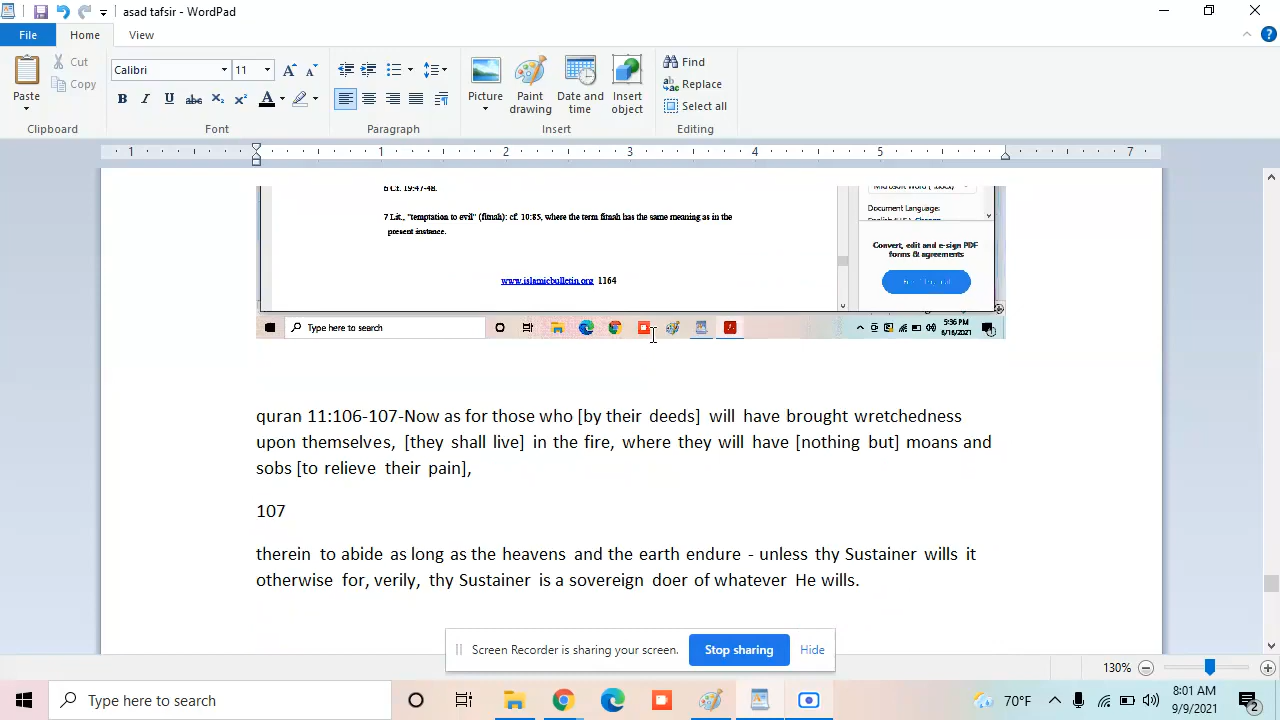 asad tafsir - WordPad
File Home View
Paste Cut Copy Clipboard
Calibri 11 Font
Paragraph
Picture Paint drawing Date and time Insert object Insert
Find
Replace
Select all
Editing
1 1 2 3 4 5 7
6 Cf. 19:47-48.
7 Lit., "temptation to evil" (fitnah): cf. 10:85, where the term fitnah has the same meaning as in the
present instance.
www.islamicbulletin.org 1164
Document Language:
Convert, edit and e-sign PDF
forms & agreements
Type here to search
5:36 PM
quran 11:106-107-Now as for those who [by their deeds] will have brought wretchedness
upon themselves, [they shall live] in the fire, where they will have [nothing but] moans and
sobs [to relieve their pain],
107
therein to abide as long as the heavens and the earth endure - unless thy Sustainer wills it
otherwise for, verily, thy Sustainer is a sovereign doer of whatever He wills.
Screen Recorder is sharing your screen. Stop sharing Hide
130%
Type here to search
70°F
8:01 AM
9/9/2021
2